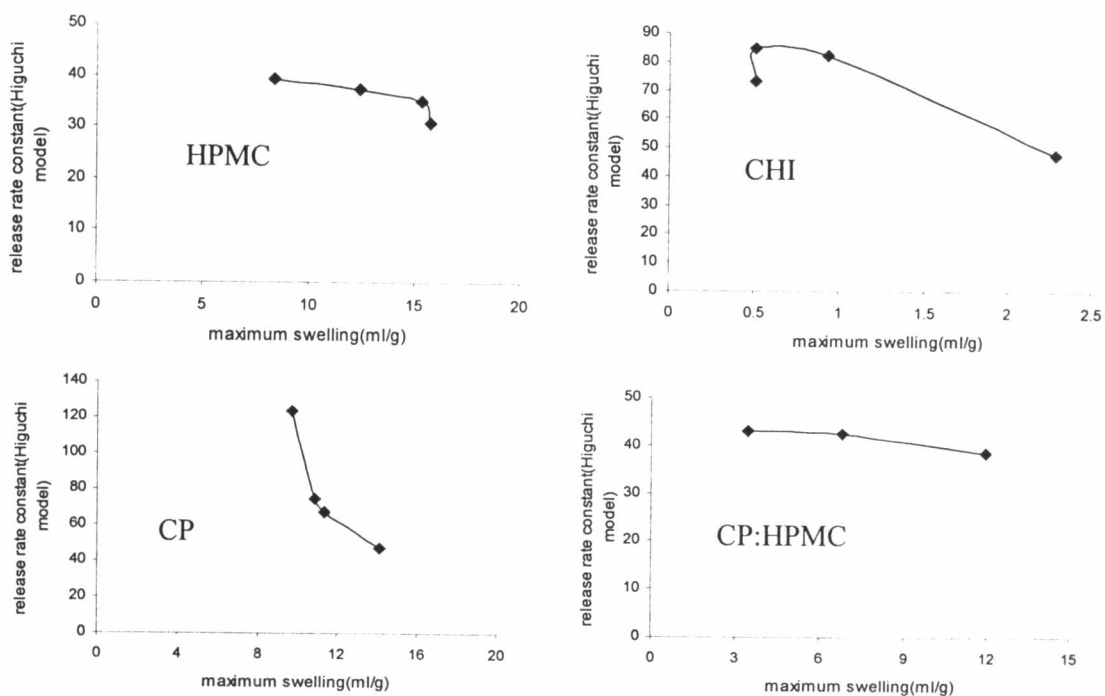 50
40
30
20
10
0
release rate constant(Higuchi
model)
HPMC
0 5 10 15 20
maximum swelling(ml/g)
90
80
70
60
50
40
30
20
10
0
release rate constant(Higuchi
model)
CHI
0 0.5 1 1.5 2 2.5
maximum swelling(ml/g)
140
120
100
80
60
40
20
0
release rate constant(Higuchi
model)
CP
0 4 8 12 16 20
maximum swelling(ml/g)
50
40
30
20
10
0
release rate constant(Higuchi
model)
CP:HPMC
0 3 6 9 12 15
maximum swelling(ml/g)